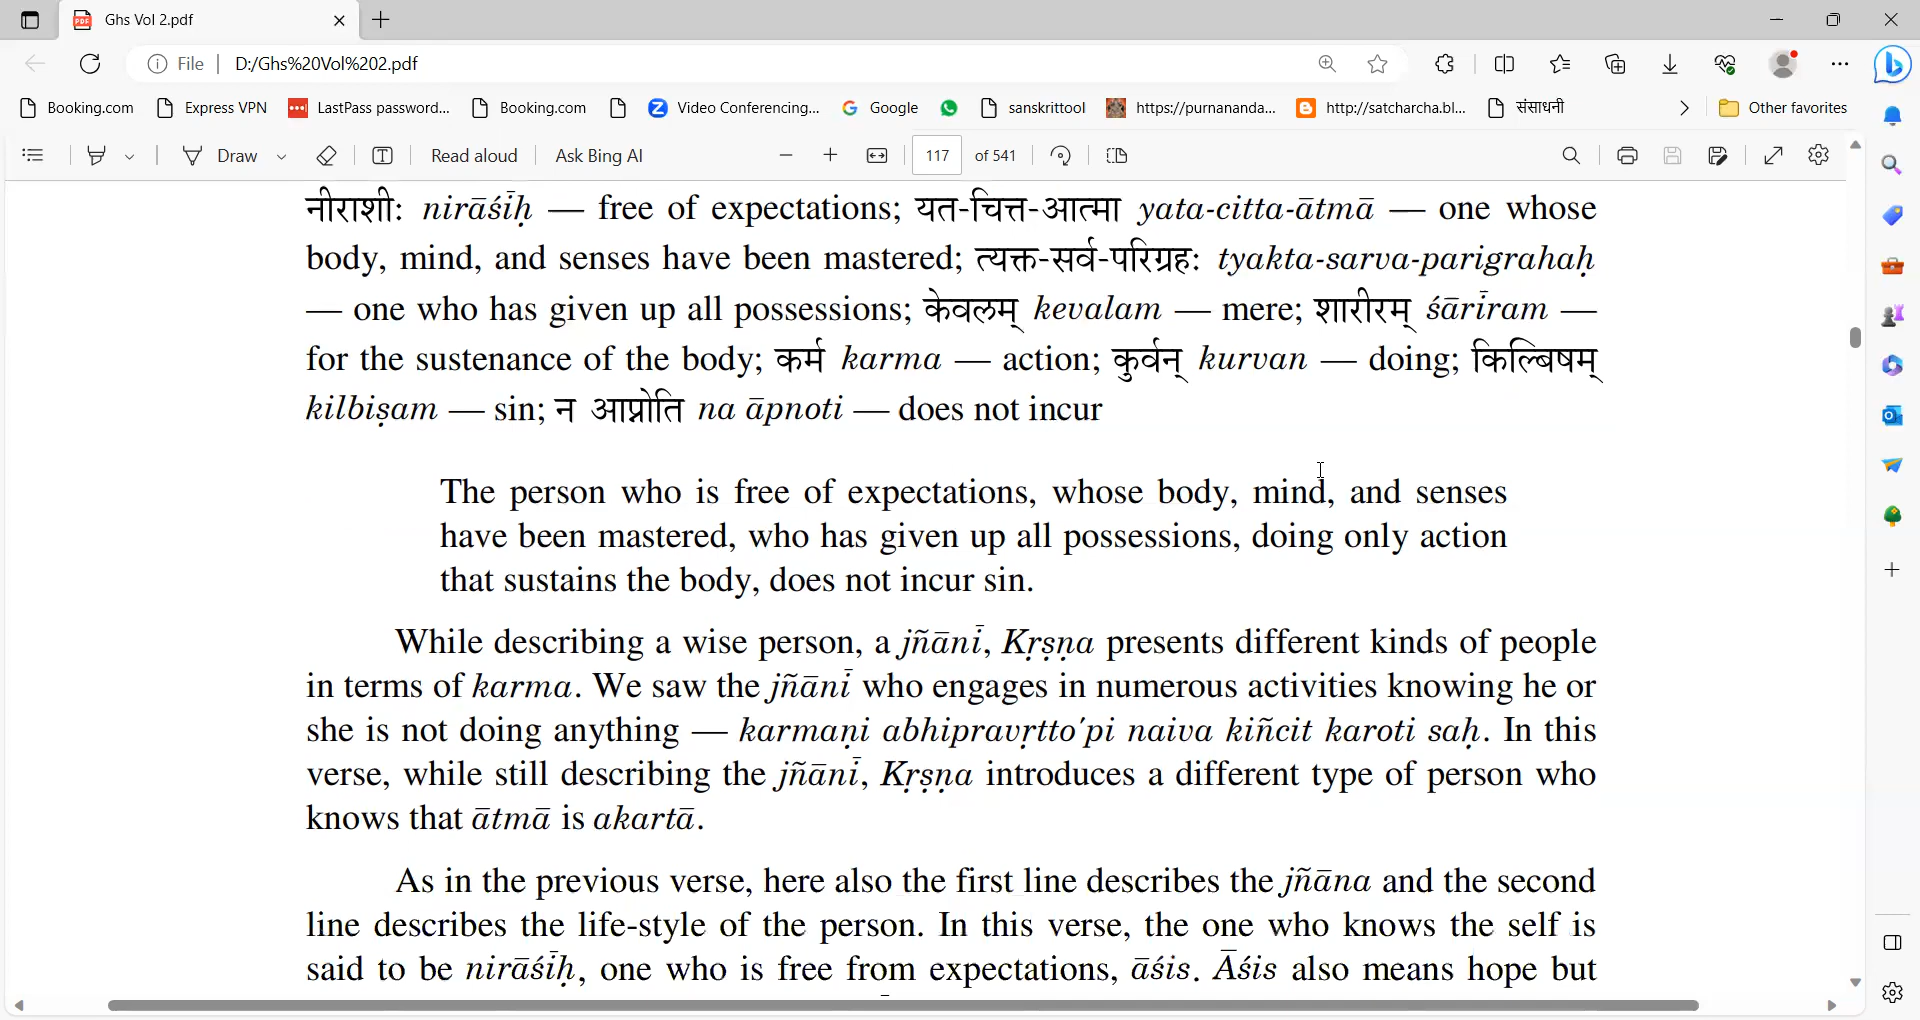 Ghs Vol 2.pdf
File | D:/Ghs%20Vol%202.pdf
Booking.com Express VPN LastPass password... Booking.com Video Conferencing... Google sanskrittool https://purnananda... http://satcharcha.bl... संसाधनी Other favorites
Draw Read aloud Ask Bing AI 117 of 541
नीराशी: nirāśīḥ — free of expectations; यत-चित्त-आत्मा yata-citta-ātmā — one whose
body, mind, and senses have been mastered; त्यक्त-सर्व-परिग्रह: tyakta-sarva-parigrahaḥ
— one who has given up all possessions; केवलम् kevalam — mere; शारीरम् śārīram —
for the sustenance of the body; कर्म karma — action; कुर्वन् kurvan — doing; किल्बिषम्
kilbiṣam — sin; न आप्नोति na āpnoti — does not incur
The person who is free of expectations, whose body, mind, and senses
have been mastered, who has given up all possessions, doing only action
that sustains the body, does not incur sin.
While describing a wise person, a jñānī, Kṛṣṇa presents different kinds of people
in terms of karma. We saw the jñānī who engages in numerous activities knowing he or
she is not doing anything — karmaṇi abhipravṛtto'pi naiva kiñcit karoti saḥ. In this
verse, while still describing the jñānī, Kṛṣṇa introduces a different type of person who
knows that ātmā is akartā.
As in the previous verse, here also the first line describes the jñāna and the second
line describes the life-style of the person. In this verse, the one who knows the self is
said to be nirāśīḥ, one who is free from expectations, āśis. Āśis also means hope but